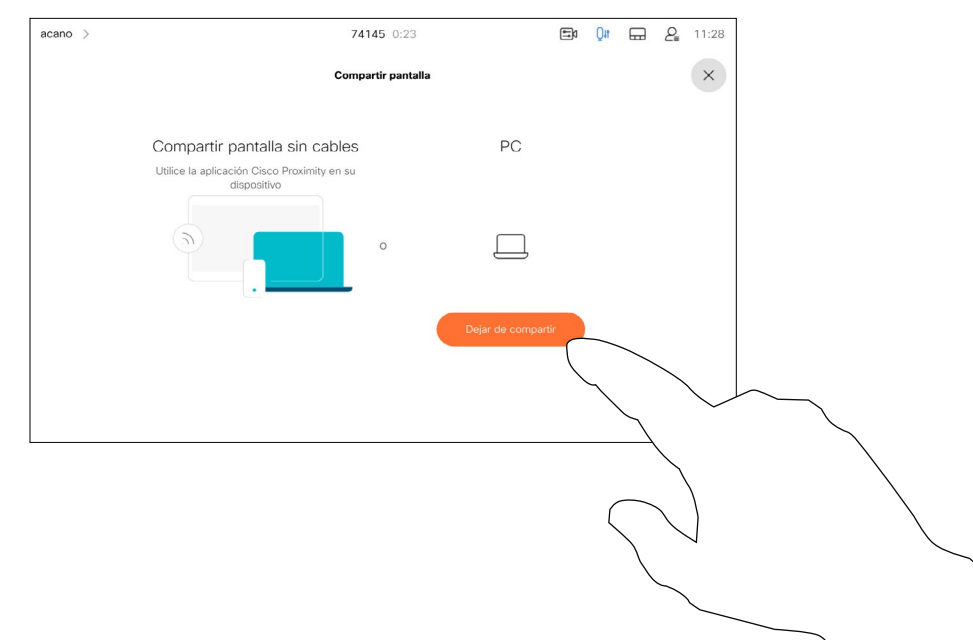 acano >
74145 0:23
11:28
Compartir pantalla
Compartir pantalla sin cables
Utilice la aplicación Cisco Proximity en su
dispositivo
o
PC
Dejar de compartir